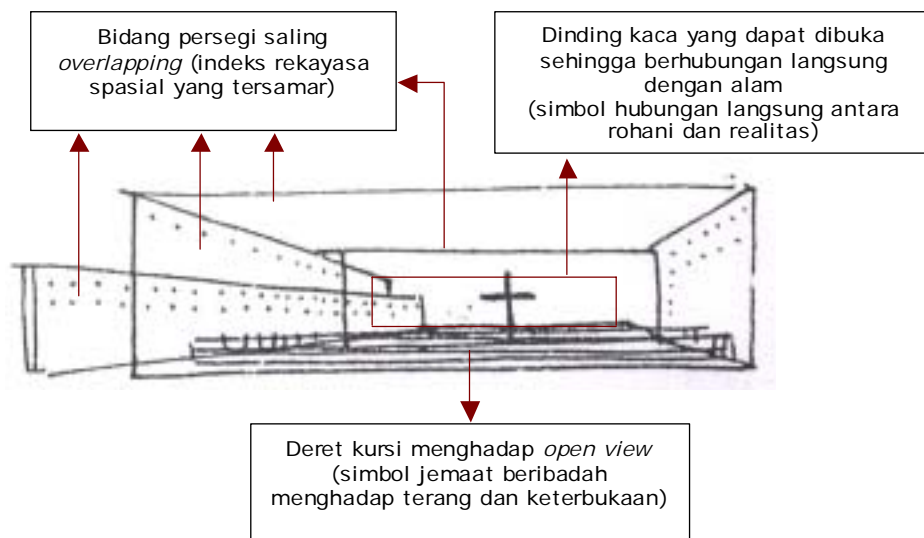 Bidang persegi saling
overlapping (indeks rekayasa
spasial yang tersamar)
Dinding kaca yang dapat dibuka
sehingga berhubungan langsung
dengan alam
(simbol hubungan langsung antara
rohani dan realitas)
Deret kursi menghadap open view
(simbol jemaat beribadah
menghadap terang dan keterbukaan)